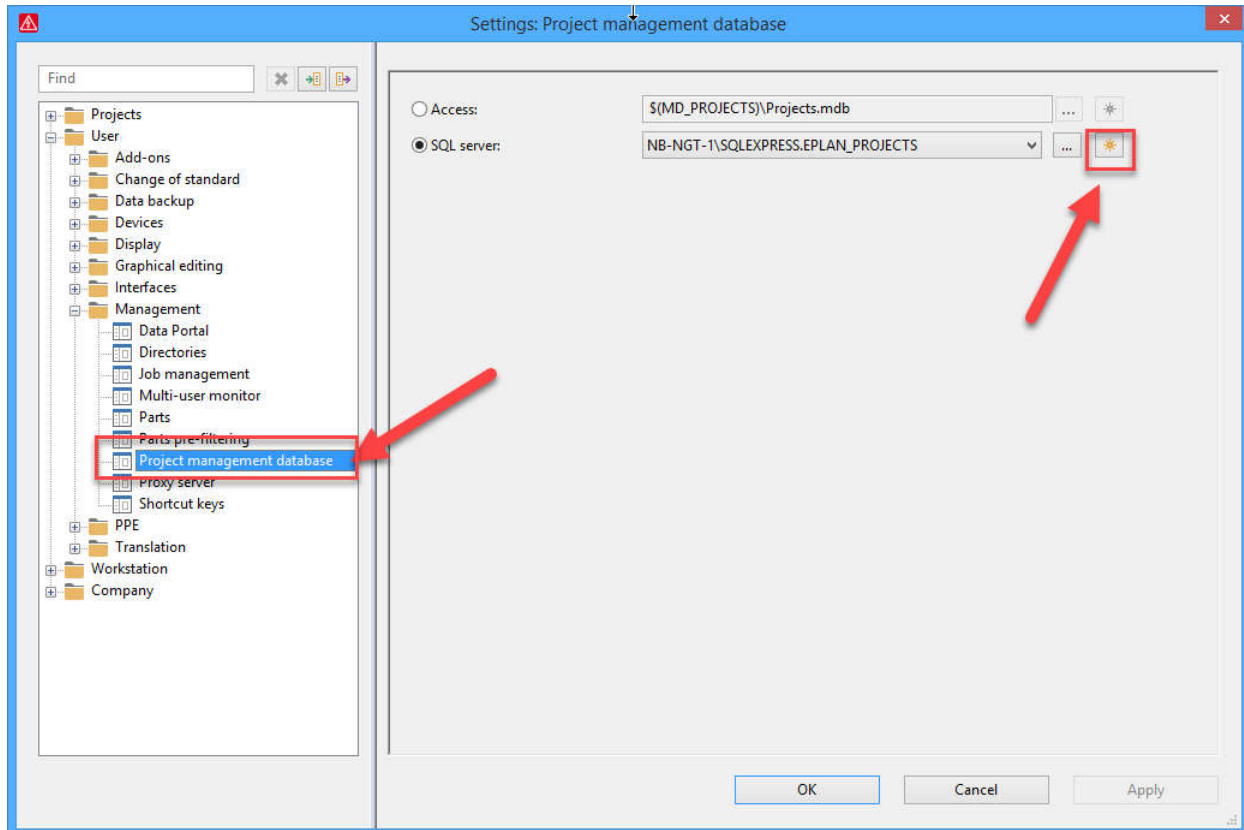 Settings: Project management database
Find
Projects
User
Add-ons
Change of standard
Data backup
Devices
Display
Graphical editing
Interfaces
Management
Data Portal
Directories
Job management
Multi-user monitor
Parts
Parts pre-filtering
Project management database
Proxy server
Shortcut keys
PPE
Translation
Workstation
Company
Access: $(MD_PROJECTS)\Projects.mdb ...
SQL server: NB-NGT-1\SQLEXPRESS.EPLAN_PROJECTS ...
OK Cancel Apply